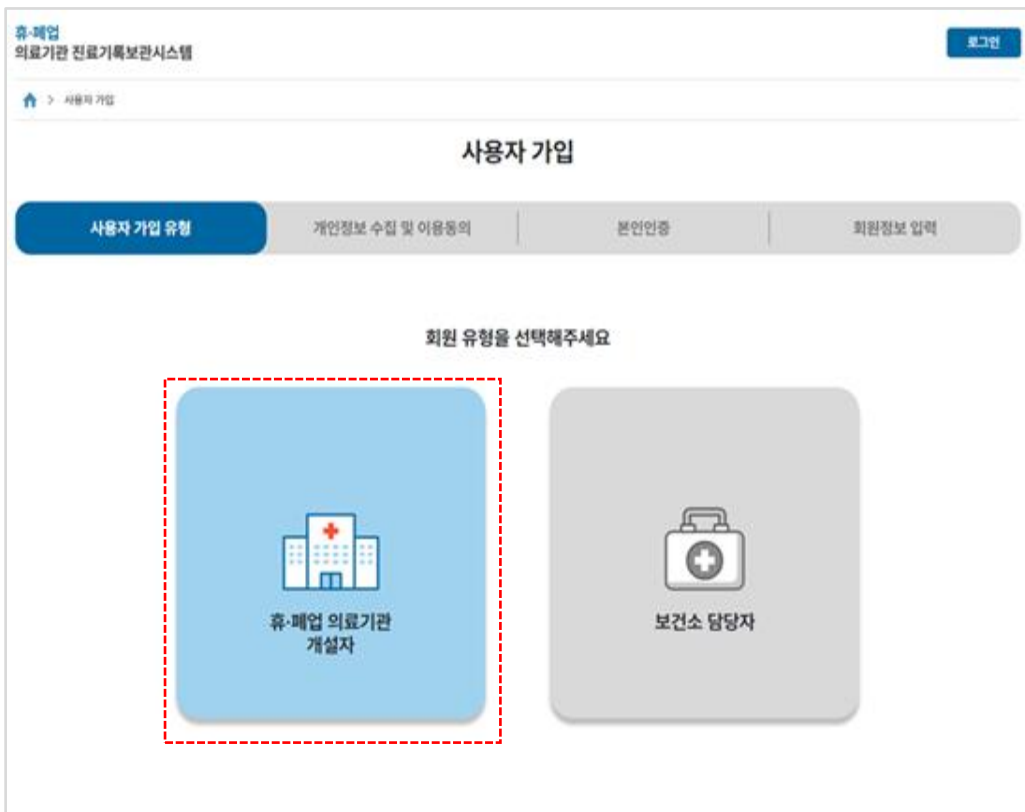 휴·폐업
의료기관 진료기록보관시스템
로그인
> 사용자 가입
사용자 가입
사용자 가입 유형
개인정보 수집 및 이용동의
본인인증
회원정보 입력
회원 유형을 선택해주세요
휴·폐업 의료기관
개설자
보건소 담당자